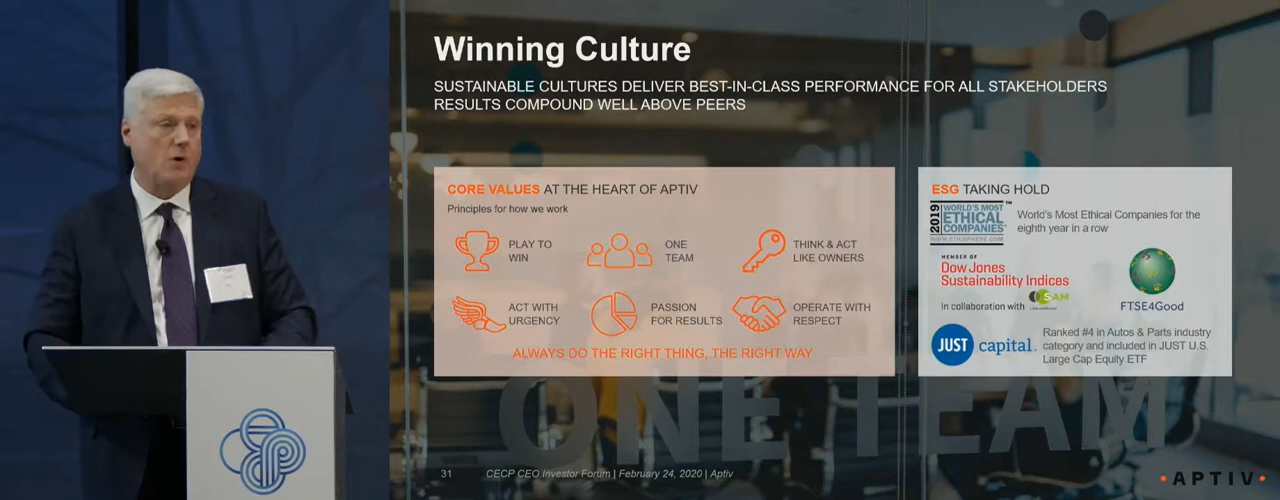 Winning Culture
SUSTAINABLE CULTURES DELIVER BEST-IN-CLASS PERFORMANCE FOR ALL STAKEHOLDERS
RESULTS COMPOUND WELL ABOVE PEERS
CORE VALUES AT THE HEART OF APTIV
Principles for how we work
PLAY TO
WIN
ONE
TEAM
THINK & ACT
LIKE OWNERS
ACT WITH
URGENCY
PASSION
FOR RESULTS
OPERATE WITH
RESPECT
ALWAYS DO THE RIGHT THING, THE RIGHT WAY
ESG TAKING HOLD
2019 WORLD'S MOST
ETHICAL
COMPANIES
WWW.ETHISPHERE.COM
World's Most Ethical Companies for the
eighth year in a row
MEMBER OF
Dow Jones
Sustainability Indices
In collaboration with SAM
FTSE4Good
JUST capital
Ranked #4 in Autos & Parts industry
category and included in JUST U.S.
Large Cap Equity ETF
ONE TEAM
31 CECP CEO Investor Forum | February 24, 2020 | Aptiv
• APTIV •